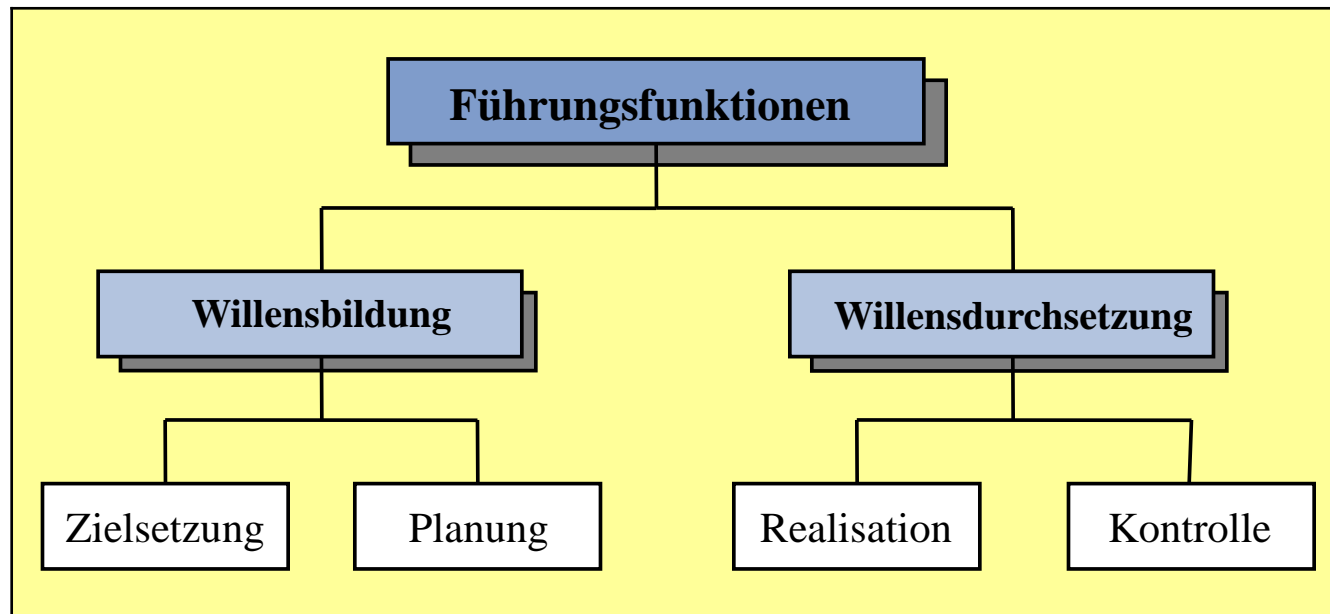 Führungsfunktionen
Willensbildung
Willensdurchsetzung
Zielsetzung
Planung
Realisation
Kontrolle